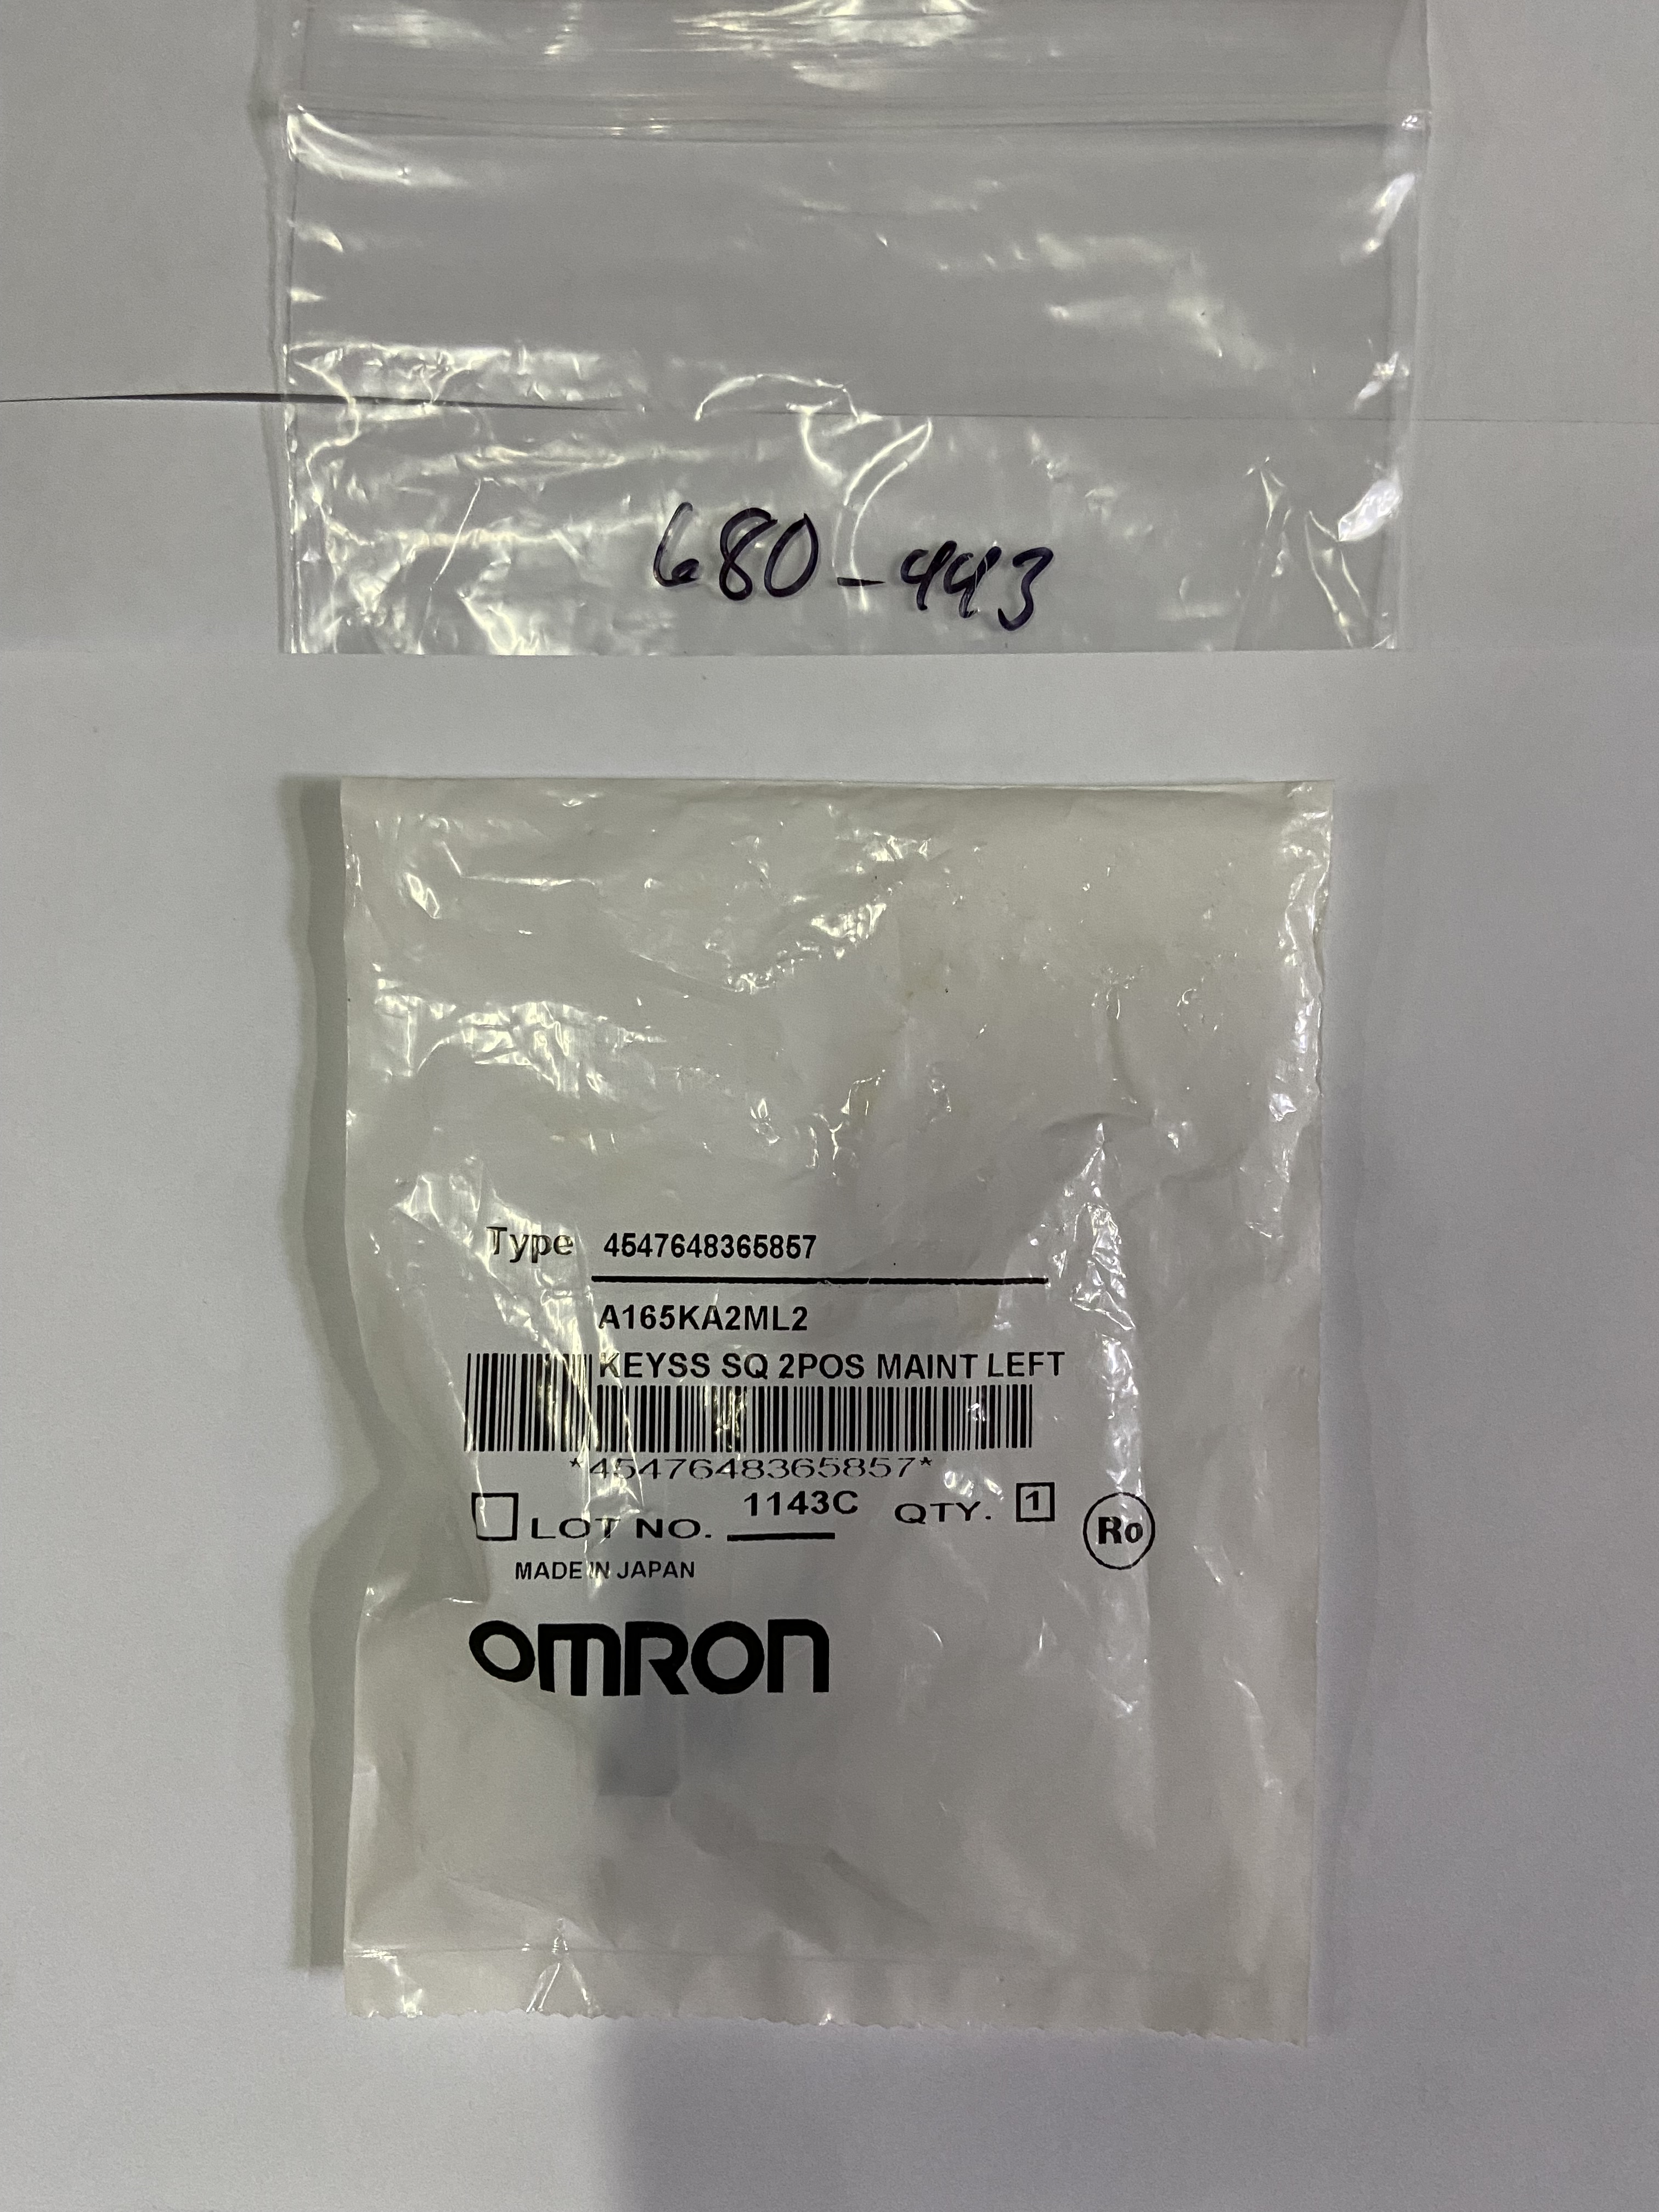 680-443
Type 4547648365857
A165KA2ML2
KEYSS SQ 2POS MAINT LEFT
*4547648365857*
LOT NO. 1143C QTY. 1
Ro
MADE IN JAPAN
OMRON